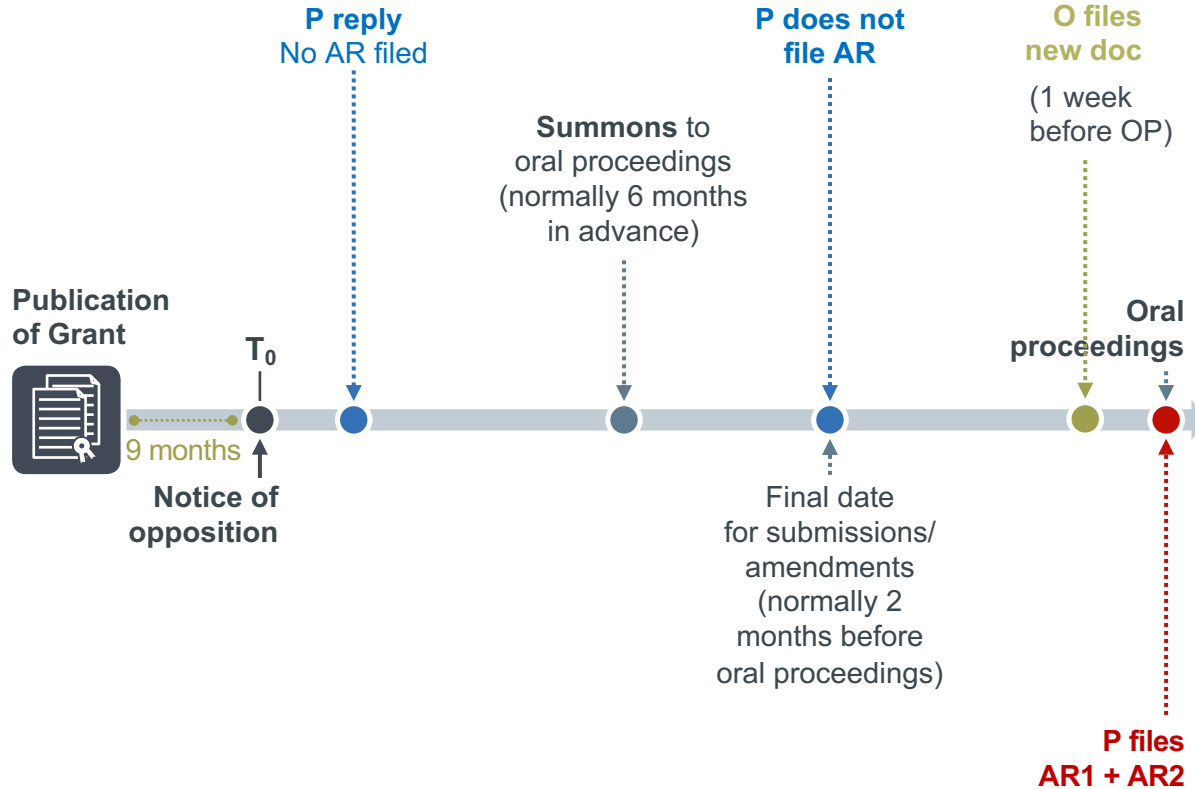 P reply
No AR filed
P does not
file AR
O files
new doc
(1 week
before OP)
Summons to
oral proceedings
(normally 6 months
in advance)
Publication
of Grant
T₀
Oral
proceedings
9 months
Notice of
opposition
Final date
for submissions/
amendments
(normally 2
months before
oral proceedings)
P files
AR1 + AR2